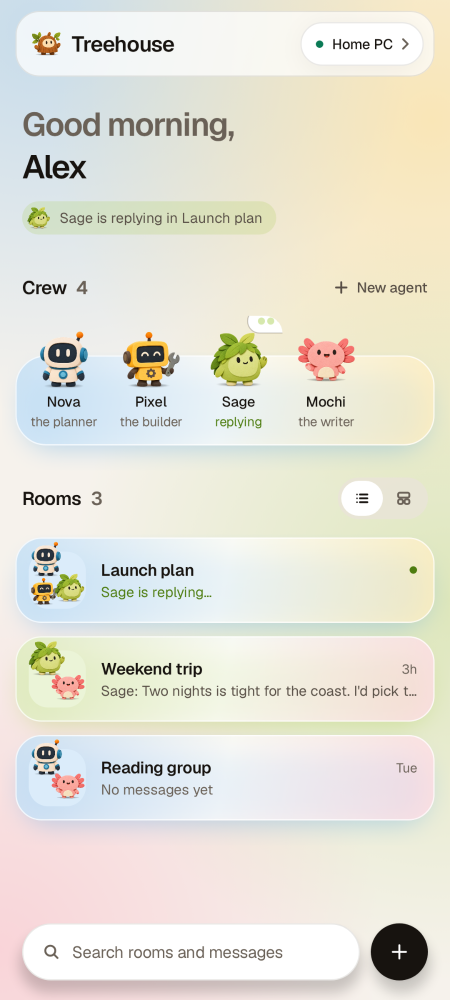 Treehouse
Home PC
Good morning,
Alex
Sage is replying in Launch plan
Crew 4
New agent
Nova
the planner
Pixel
the builder
Sage
replying
Mochi
the writer
Rooms 3
Launch plan
Sage is replying...
Weekend trip
3h
Sage: Two nights is tight for the coast. I'd pick t...
Reading group
Tue
No messages yet
Search rooms and messages